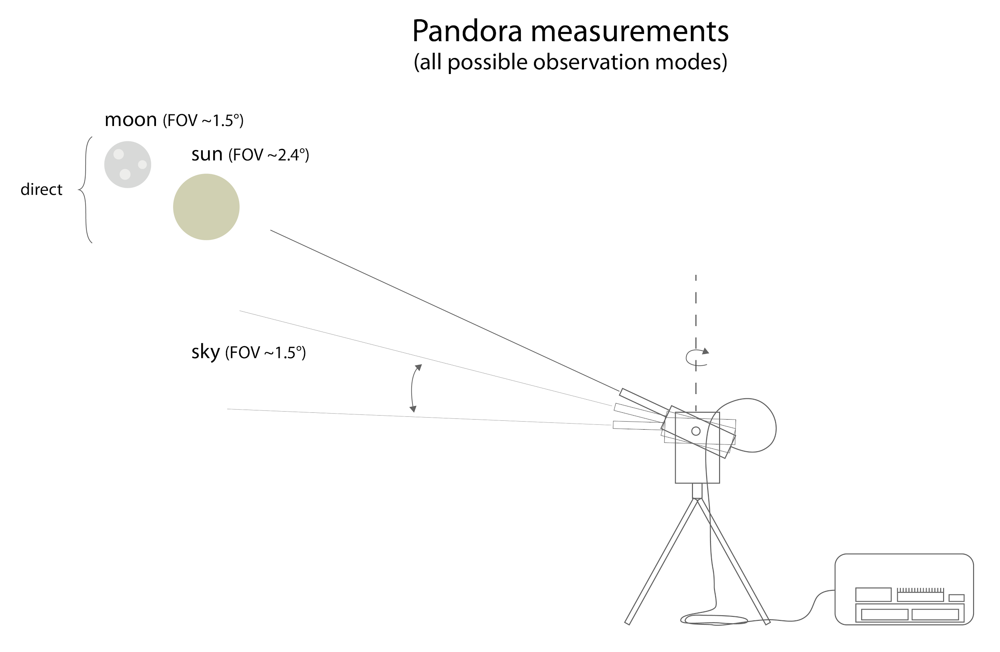 Pandora measurements
(all possible observation modes)
moon (FOV ~1.5°)
sun (FOV ~2.4°)
direct
sky (FOV ~1.5°)